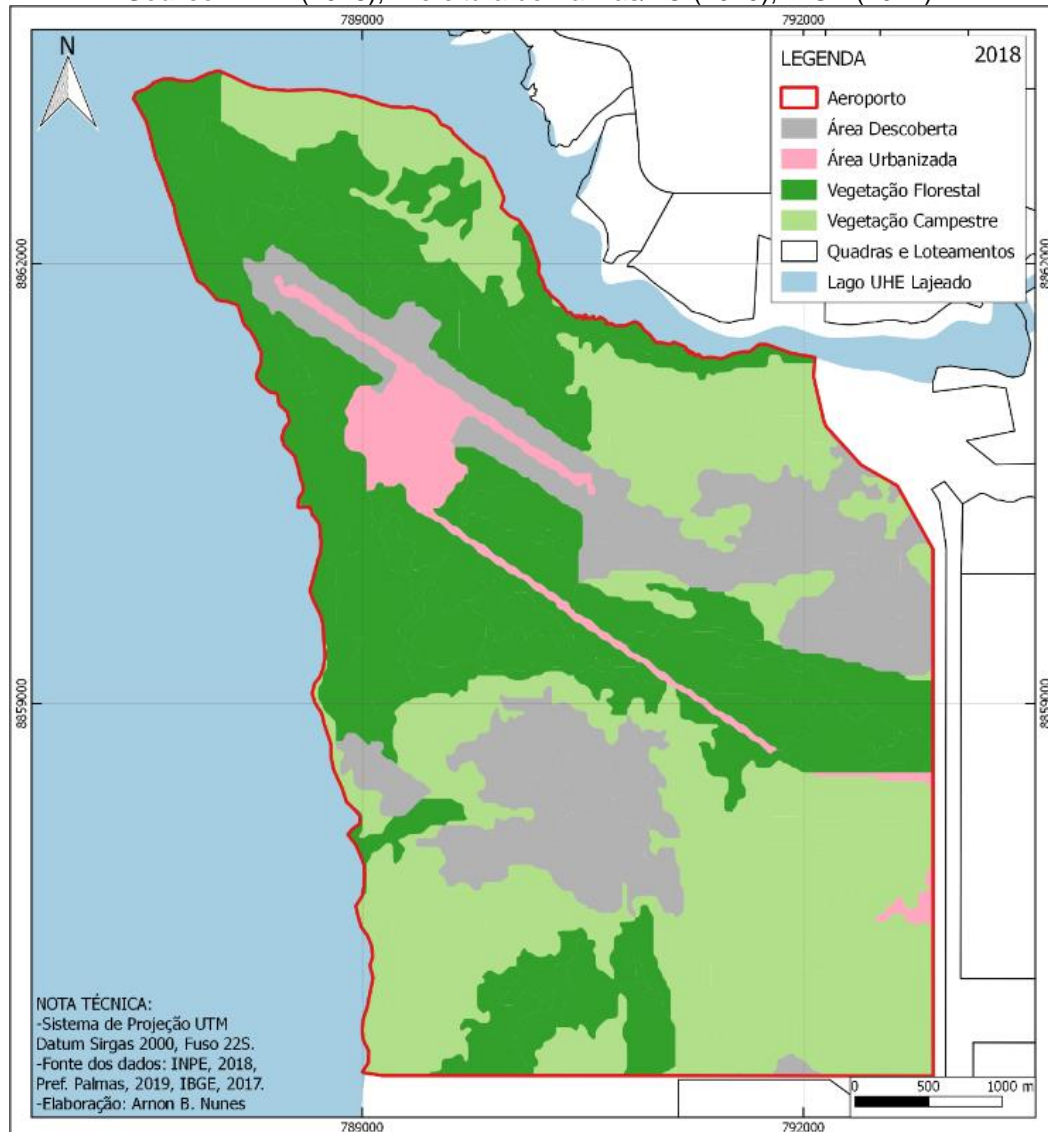 789000
792000
N
LEGENDA 2018
Aeroporto
Área Descoberta
Área Urbanizada
Vegetação Florestal
Vegetação Campestre
Quadras e Loteamentos
Lago UHE Lajeado
8862000
8862000
8859000
8859000
NOTA TÉCNICA:
-Sistema de Projeção UTM
Datum Sirgas 2000, Fuso 22S.
-Fonte dos dados: INPE, 2018,
Pref. Palmas, 2019, IBGE, 2017.
-Elaboração: Arnon B. Nunes
0 500 1000 m
789000
792000